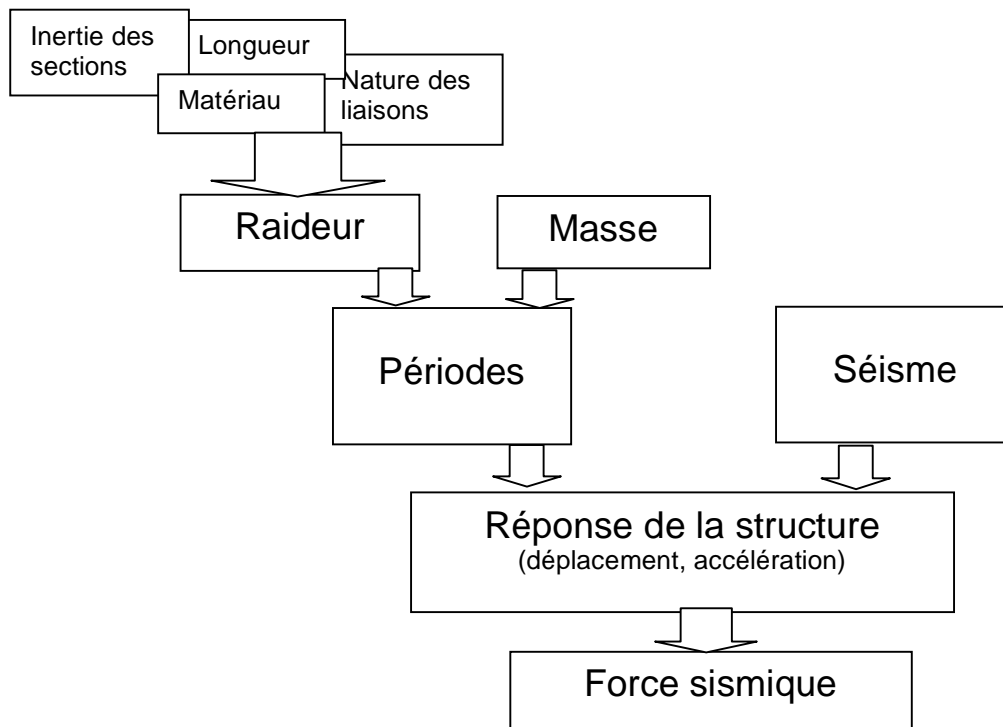 Inertie des
sections
Longueur
Matériau
Nature des
liaisons
Raideur
Masse
Périodes
Séisme
Réponse de la structure
(déplacement, accélération)
Force sismique